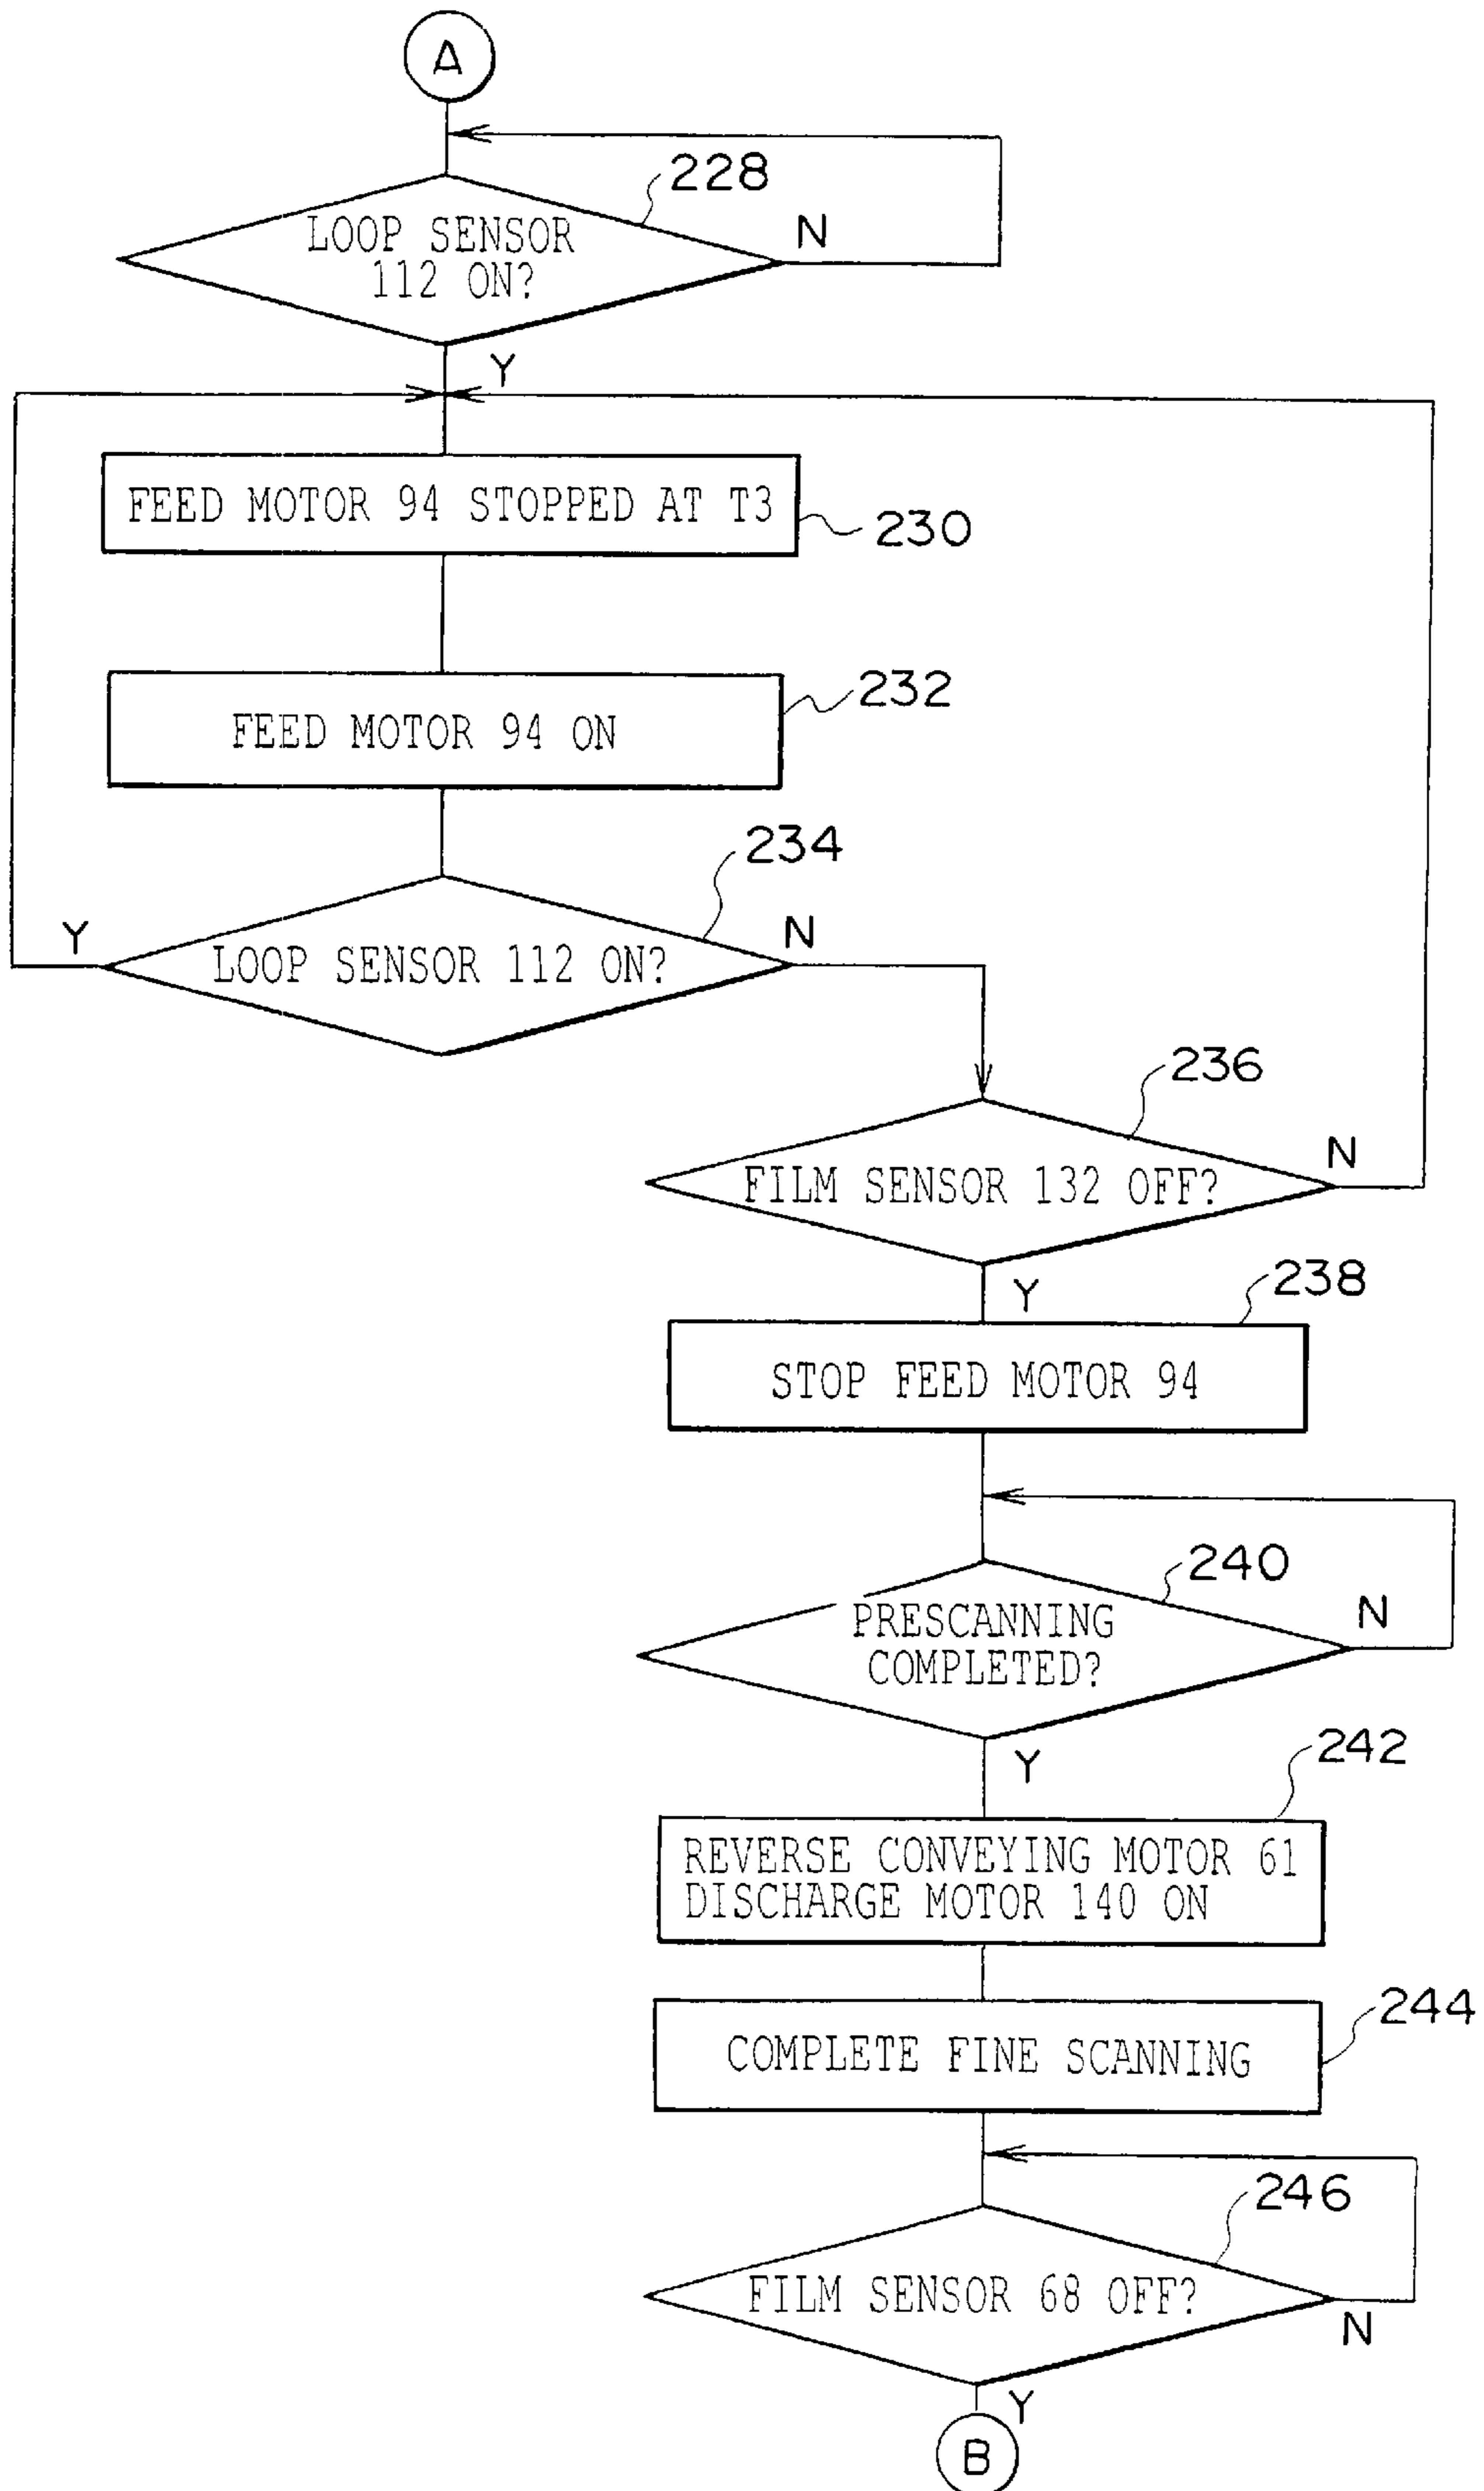 A
228
LOOP SENSOR
112 ON?
N
Y
FEED MOTOR 94 STOPPED AT T3
230
FEED MOTOR 94 ON
232
234
Y
LOOP SENSOR 112 ON?
N
236
FILM SENSOR 132 OFF?
N
Y
238
STOP FEED MOTOR 94
240
PRESCANNING
COMPLETED?
N
Y
242
REVERSE CONVEYING MOTOR 61
DISCHARGE MOTOR 140 ON
244
COMPLETE FINE SCANNING
246
FILM SENSOR 68 OFF?
N
Y
B